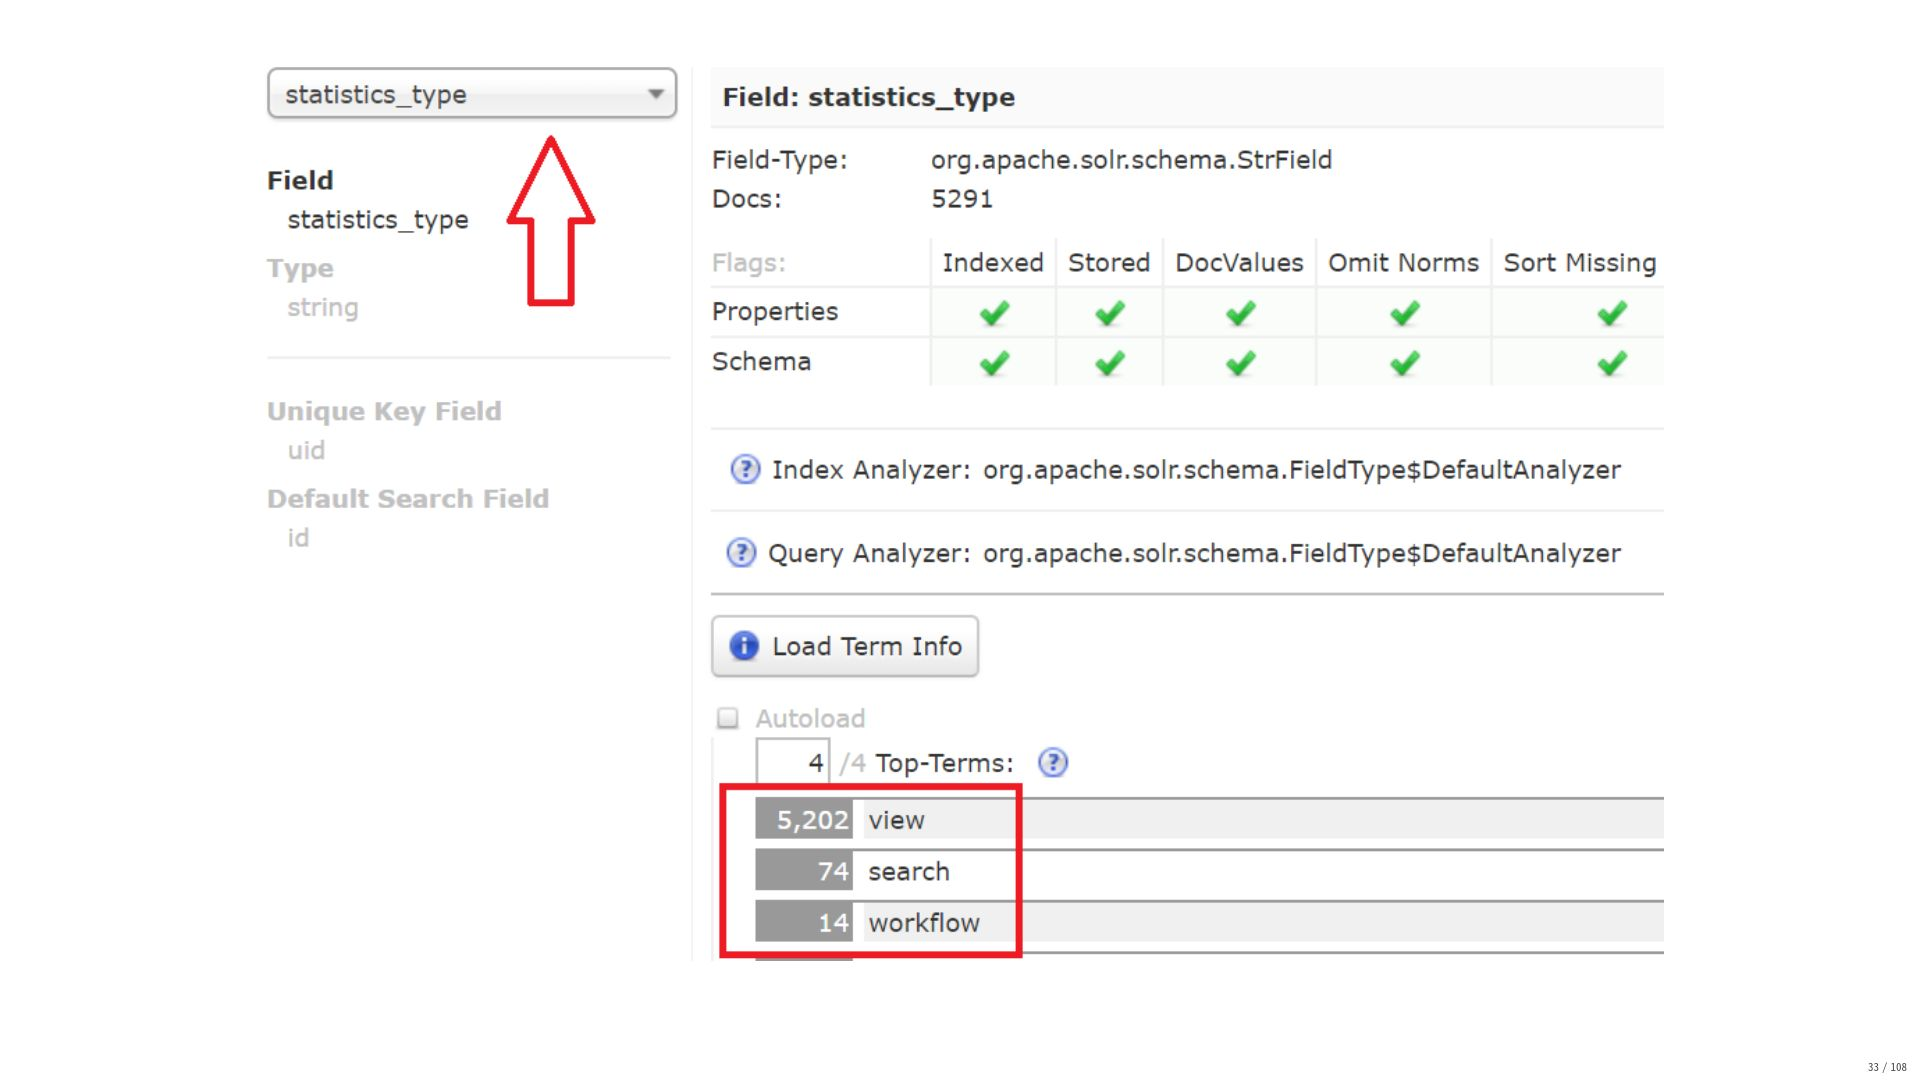 statistics_type
Field
statistics_type
Type
string
Unique Key Field
uid
Default Search Field
id
Field: statistics_type
Field-Type: org.apache.solr.schema.StrField
Docs: 5291
Flags: Indexed Stored DocValues Omit Norms Sort Missing
Properties
Schema
Index Analyzer: org.apache.solr.schema.FieldType$DefaultAnalyzer
Query Analyzer: org.apache.solr.schema.FieldType$DefaultAnalyzer
Load Term Info
Autoload
4 /4 Top-Terms:
5,202 view
74 search
14 workflow
33 / 108